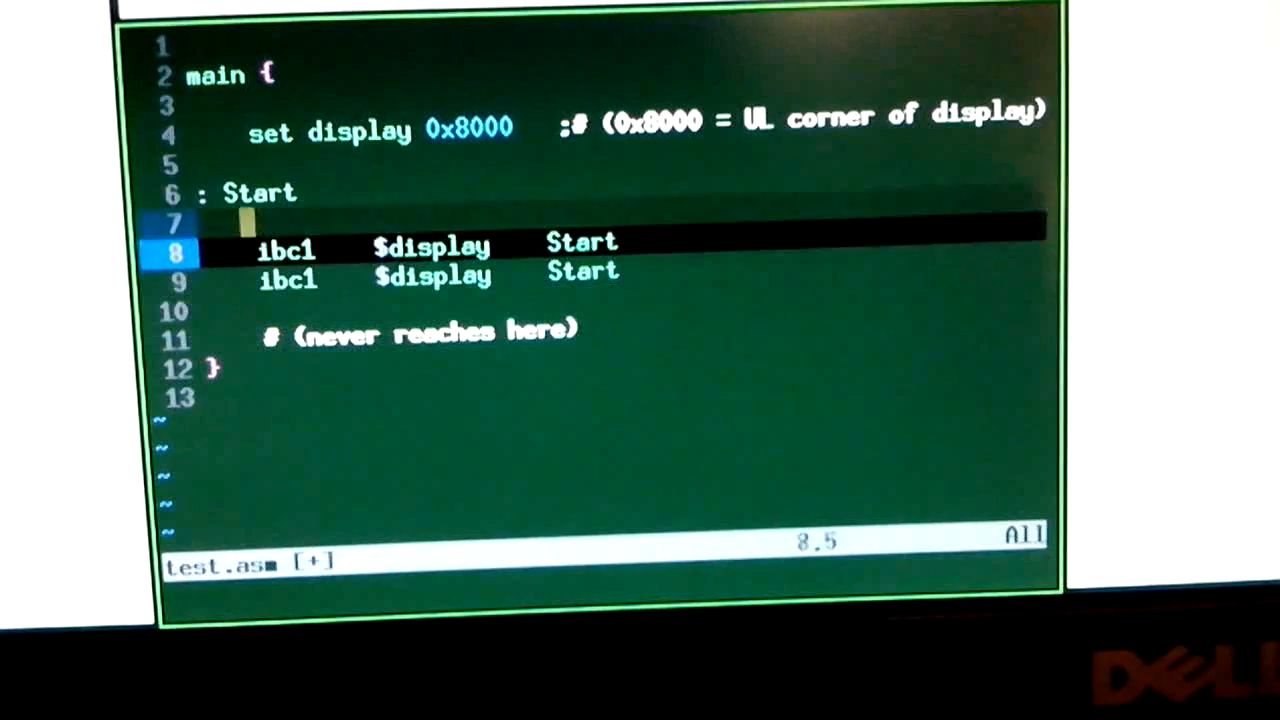 1
2 main {
3
4 set display 0x8000 ;# (0x8000 = UL corner of display)
5
6 : Start
7
8 ibc1 $display Start
9 ibc1 $display Start
10
11 # (never reaches here)
12 }
13
~
~
~
~
~
test.asm [+] 8.5 All
DELL